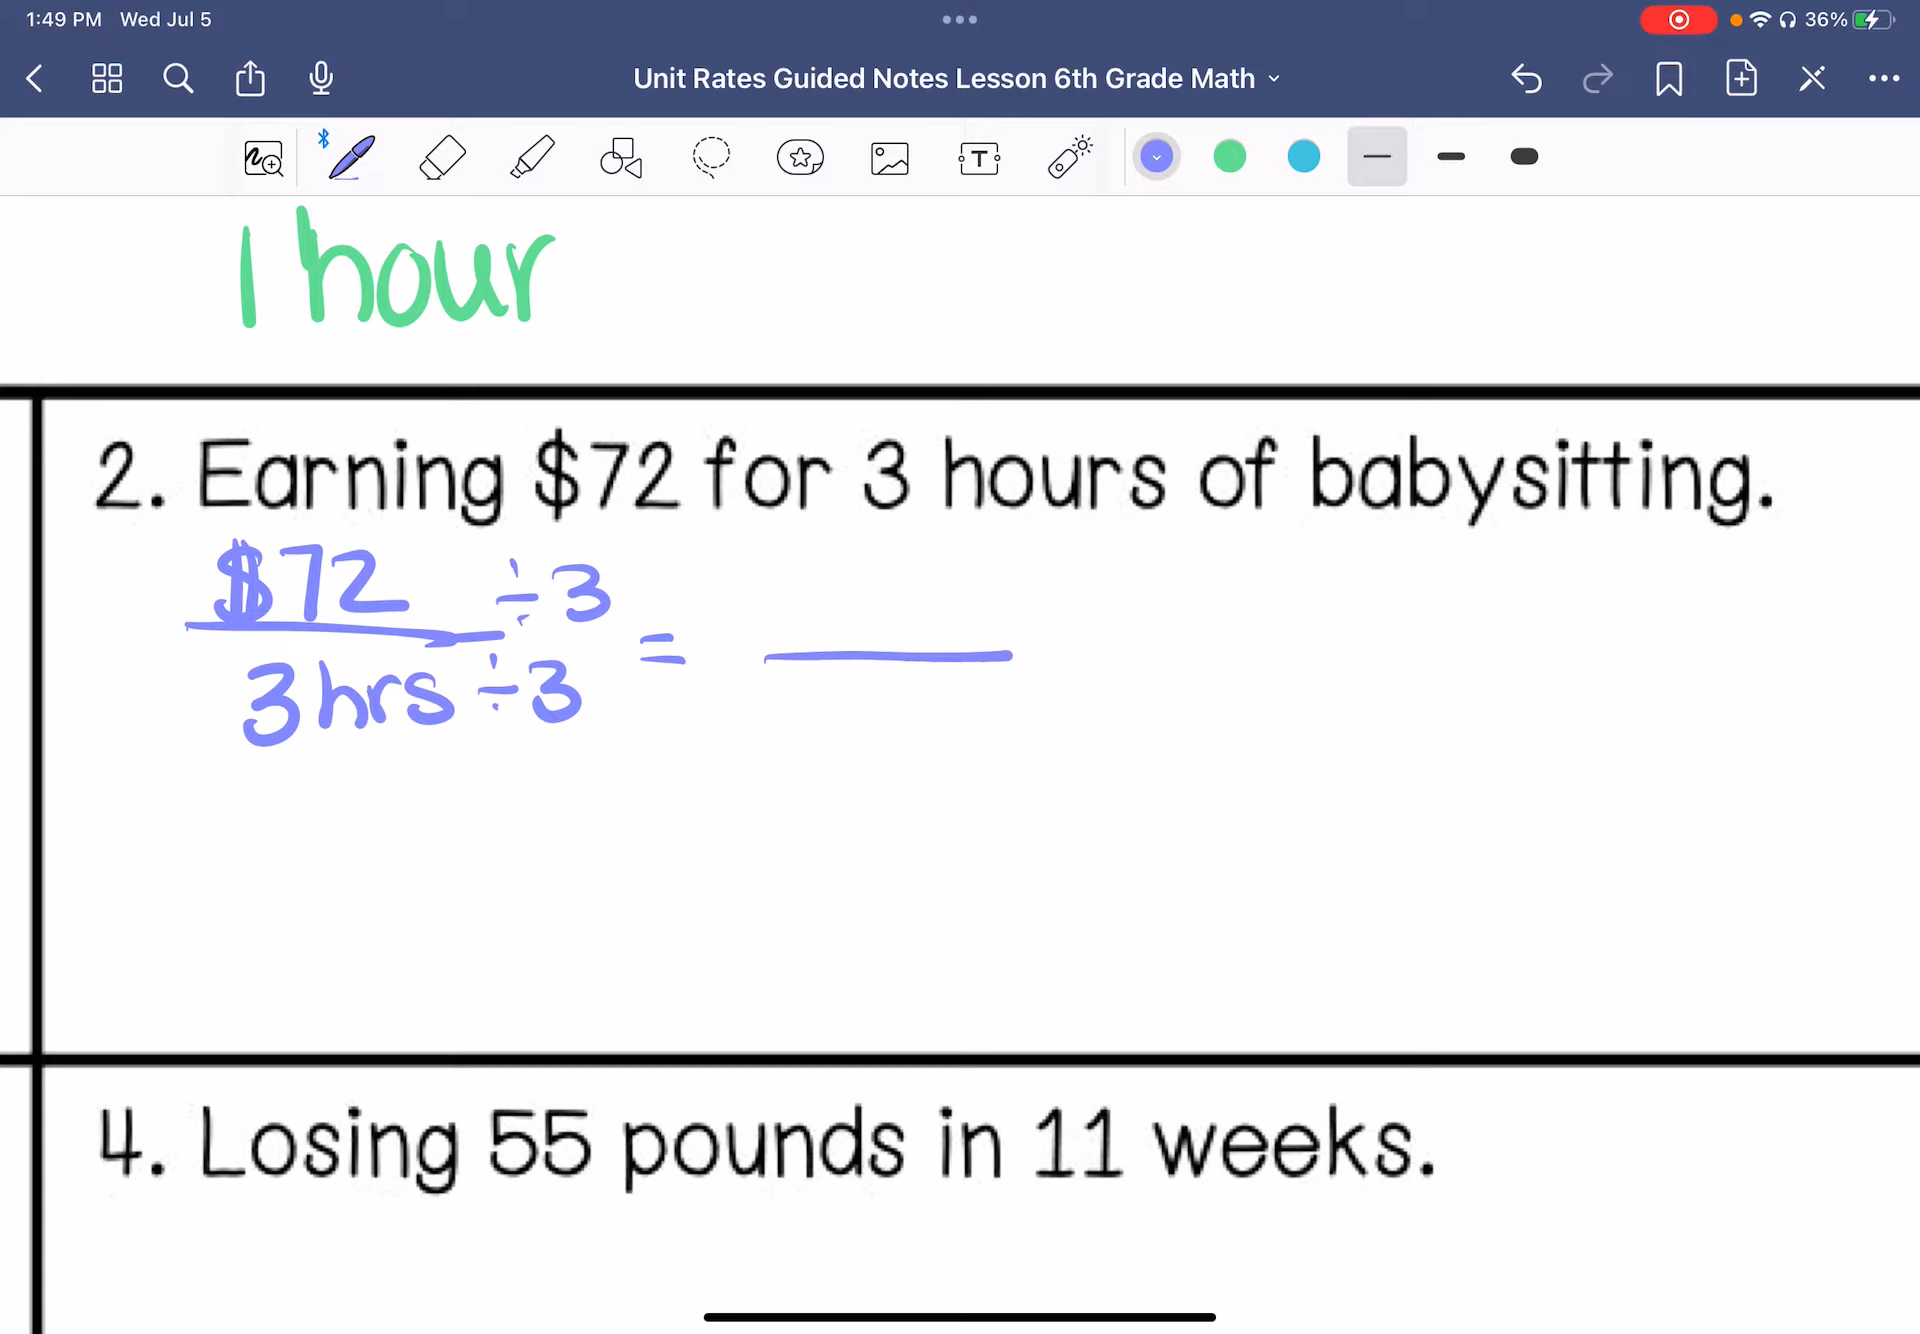 1:49 PM Wed Jul 5
36%
Unit Rates Guided Notes Lesson 6th Grade Math
T
1 hour
2. Earning $72 for 3 hours of babysitting.
$72 ÷3
=
3 hrs ÷3
4. Losing 55 pounds in 11 weeks.